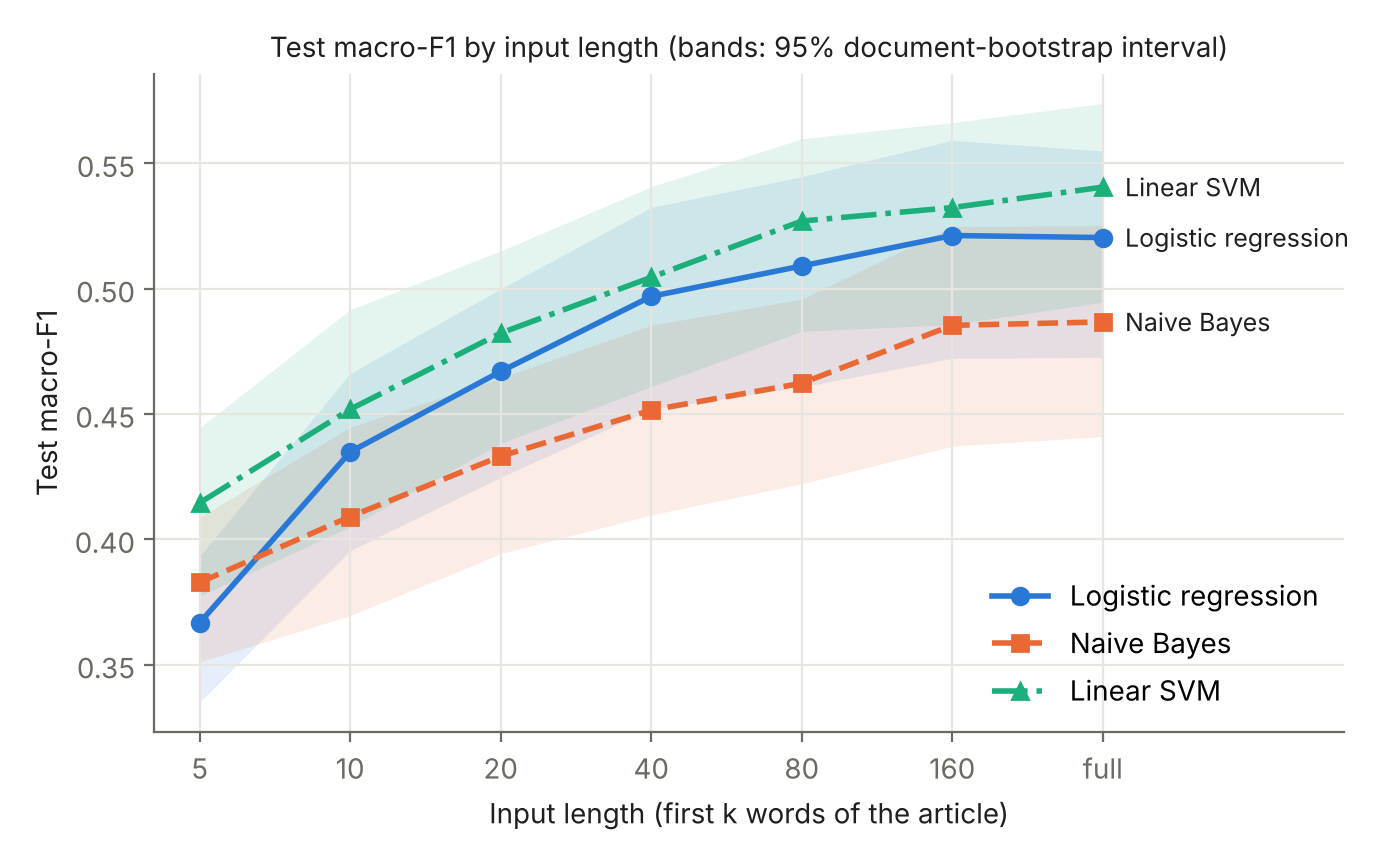 Test macro-F1 by input length (bands: 95% document-bootstrap interval)
Test macro-F1
0.55
0.50
0.45
0.40
0.35
Linear SVM
Logistic regression
Naive Bayes
Logistic regression
Naive Bayes
Linear SVM
5 10 20 40 80 160 full
Input length (first k words of the article)